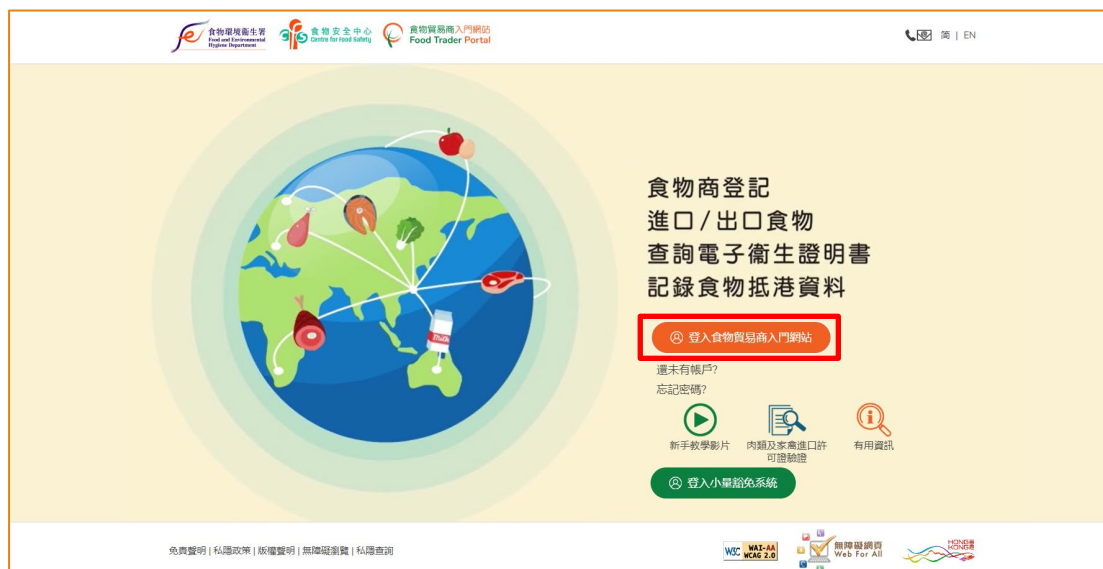 食物環境衞生署
Food and Environmental
Hygiene Department
食物安全中心
Centre for Food Safety
食物貿易商入門網站
Food Trader Portal
简 | EN
食物商登記
進口/出口食物
查詢電子衞生證明書
記錄食物抵港資料
登入食物貿易商入門網站
還未有帳戶?
忘記密碼?
新手教學影片
肉類及家禽進口許
可證驗證
有用資訊
登入小量豁免系統
免責聲明 | 私隱政策 | 版權聲明 | 無障礙瀏覽 | 私隱查詢
W3C WAI-AA
WCAG 2.0
無障礙網頁
Web For All
HONG
KONG